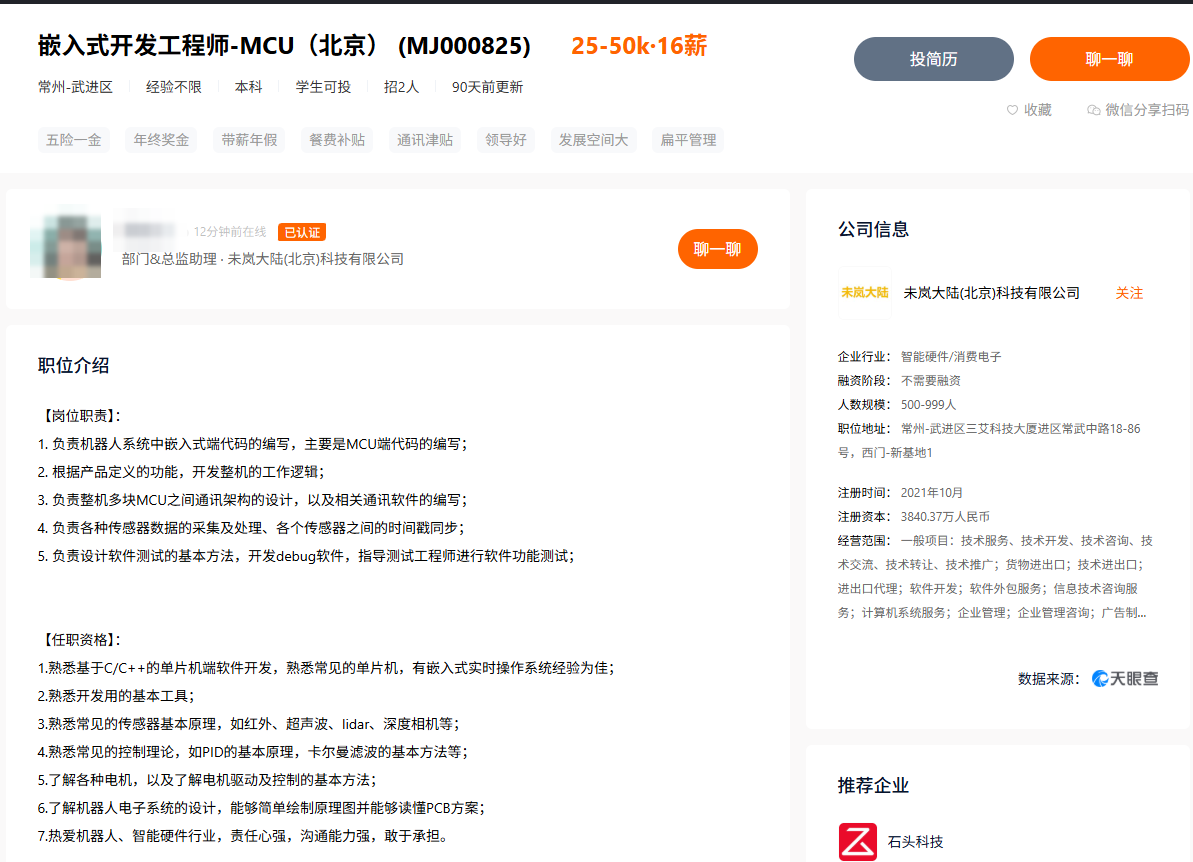 嵌入式开发工程师-MCU（北京） (MJ000825) 25-50k·16薪
投简历 聊一聊
常州-武进区 经验不限 本科 学生可投 招2人 90天前更新
收藏 微信分享扫码
五险一金 年终奖金 带薪年假 餐费补贴 通讯津贴 领导好 发展空间大 扁平管理
12分钟前在线 已认证
部门&总监助理 · 未岚大陆(北京)科技有限公司
聊一聊
职位介绍
【岗位职责】:
1. 负责机器人系统中嵌入式端代码的编写，主要是MCU端代码的编写；
2. 根据产品定义的功能，开发整机的工作逻辑；
3. 负责整机多块MCU之间通讯架构的设计，以及相关通讯软件的编写；
4. 负责各种传感器数据的采集及处理、各个传感器之间的时间戳同步；
5. 负责设计软件测试的基本方法，开发debug软件，指导测试工程师进行软件功能测试；
【任职资格】:
1.熟悉基于C/C++的单片机端软件开发，熟悉常见的单片机，有嵌入式实时操作系统经验为佳；
2.熟悉开发用的基本工具；
3.熟悉常见的传感器基本原理，如红外、超声波、lidar、深度相机等；
4.熟悉常见的控制理论，如PID的基本原理，卡尔曼滤波的基本方法等；
5.了解各种电机，以及了解电机驱动及控制的基本方法；
6.了解机器人电子系统的设计，能够简单绘制原理图并能够读懂PCB方案；
7.热爱机器人、智能硬件行业，责任心强，沟通能力强，敢于承担。
公司信息
未岚大陆 未岚大陆(北京)科技有限公司 关注
企业行业： 智能硬件/消费电子
融资阶段： 不需要融资
人数规模： 500-999人
职位地址： 常州-武进区三艾科技大厦进区常武中路18-86
号，西门-新基地1
注册时间： 2021年10月
注册资本： 3840.37万人民币
经营范围： 一般项目：技术服务、技术开发、技术咨询、技
术交流、技术转让、技术推广；货物进出口；技术进出口；
进出口代理；软件开发；软件外包服务；信息技术咨询服
务；计算机系统服务；企业管理；企业管理咨询；广告制...
数据来源： 天眼查
推荐企业
石头科技